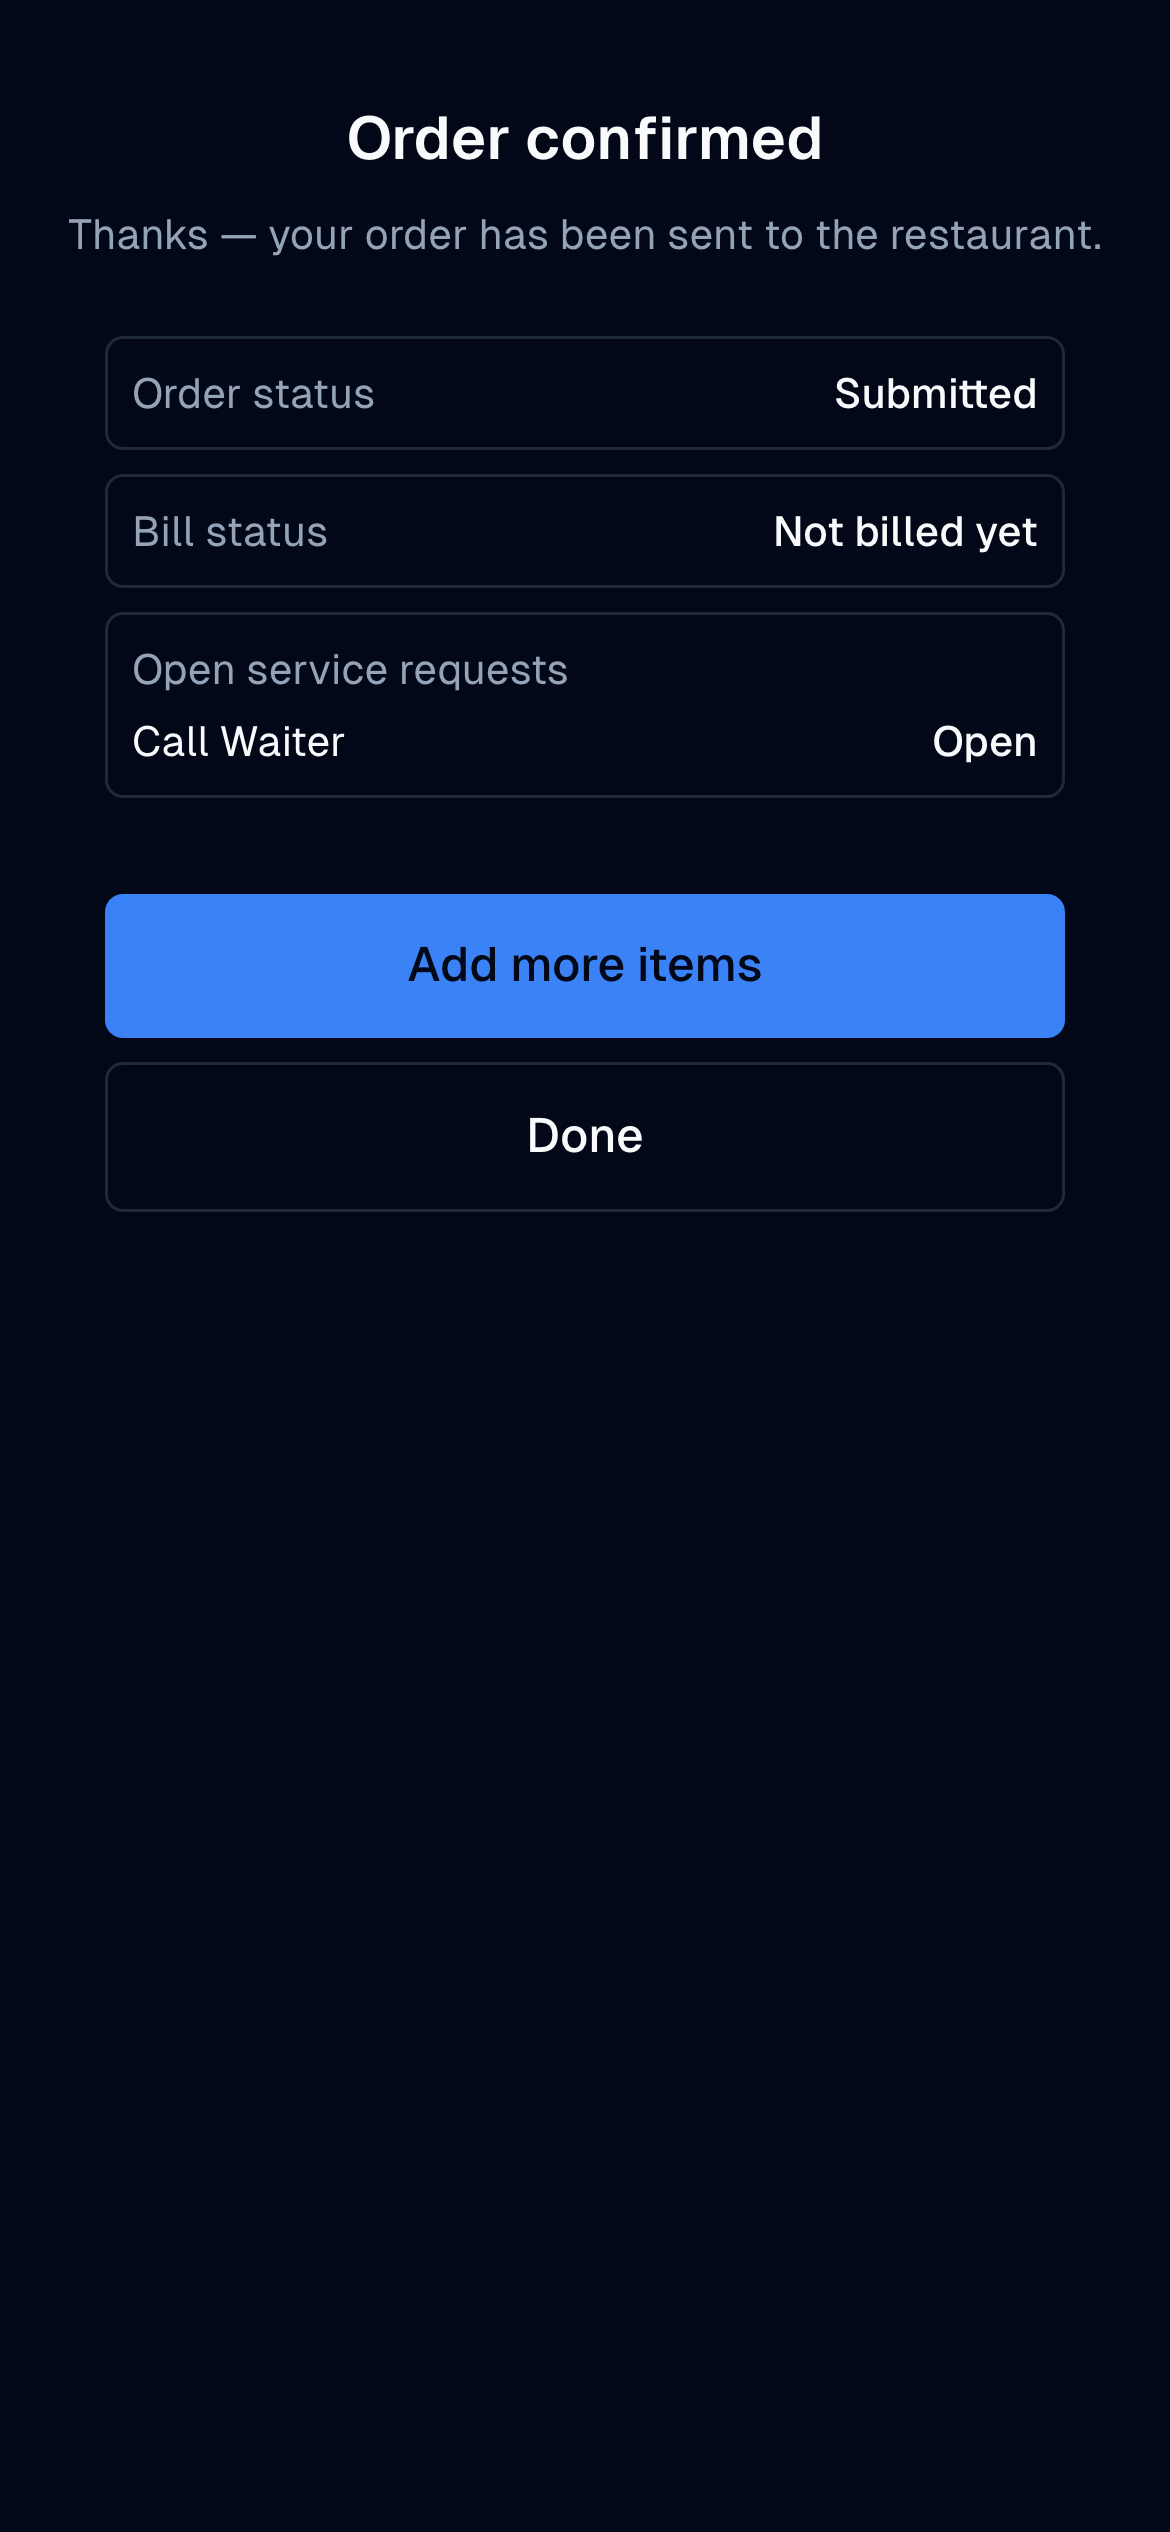 Order confirmed
Thanks — your order has been sent to the restaurant.
Order status Submitted
Bill status Not billed yet
Open service requests
Call Waiter Open
Add more items
Done